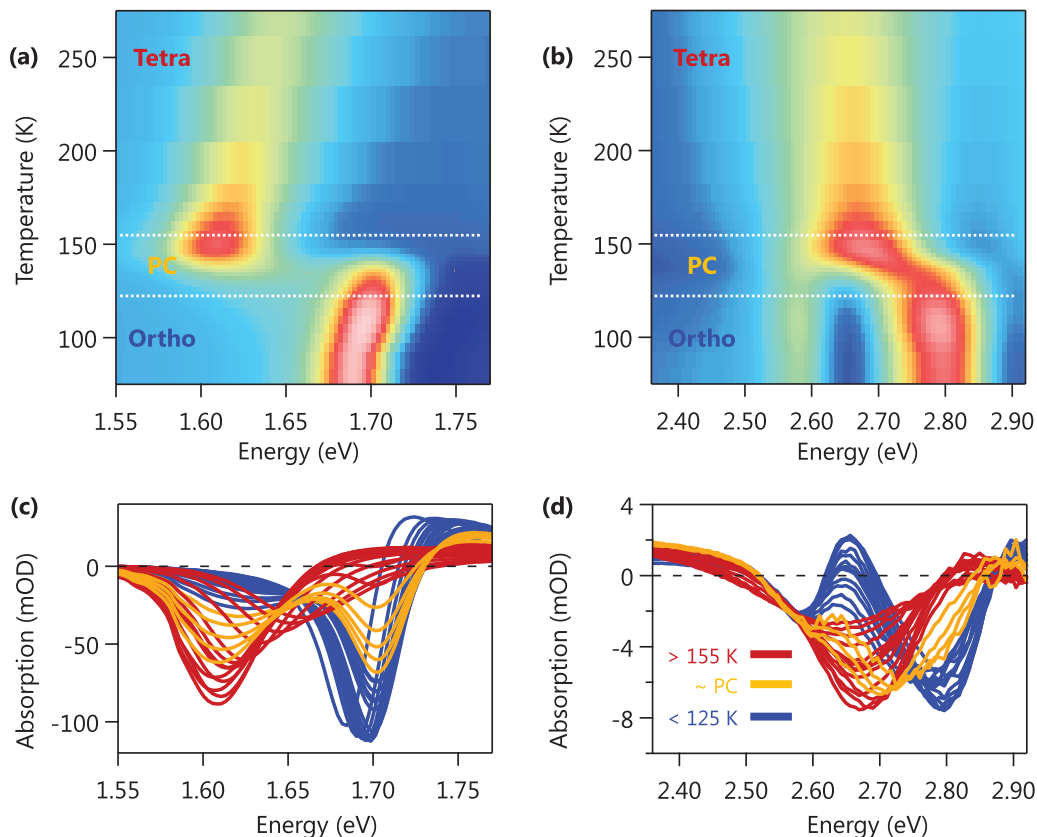 (a)
Tetra
PC
Ortho
250
200
150
100
Temperature (K)
1.55 1.60 1.65 1.70 1.75
Energy (eV)
(b)
Tetra
PC
Ortho
250
200
150
100
Temperature (K)
2.40 2.50 2.60 2.70 2.80 2.90
Energy (eV)
(c)
0
-50
-100
Absorption (mOD)
1.55 1.60 1.65 1.70 1.75
Energy (eV)
(d)
4
0
-4
-8
Absorption (mOD)
> 155 K
~ PC
< 125 K
2.40 2.50 2.60 2.70 2.80 2.90
Energy (eV)